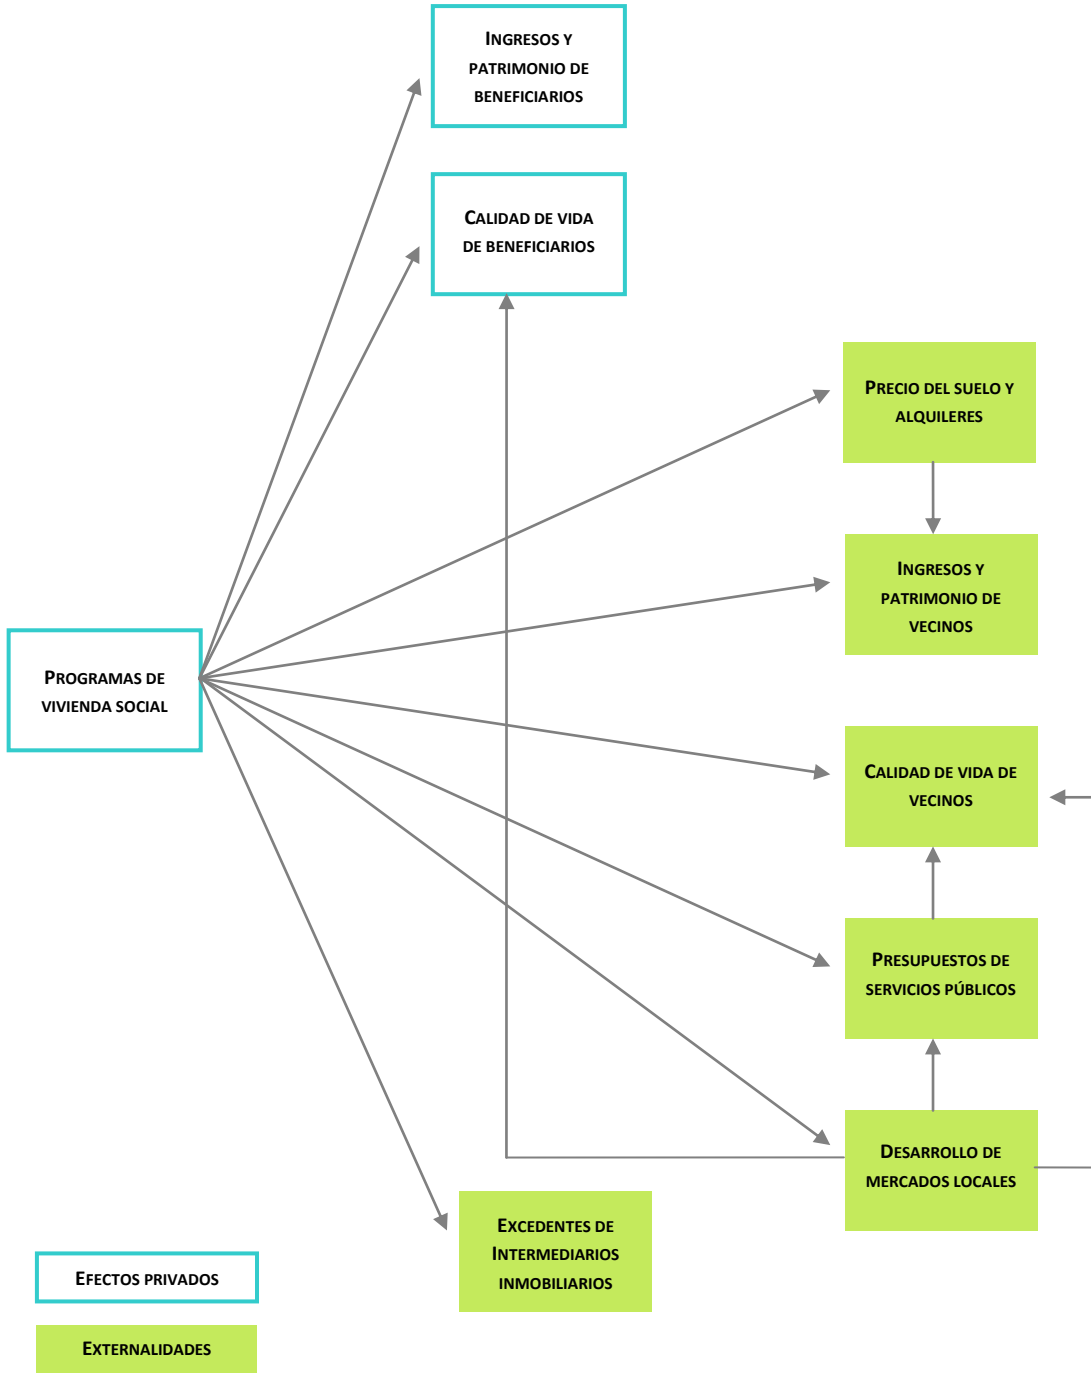 INGRESOS Y
PATRIMONIO DE
BENEFICIARIOS
CALIDAD DE VIDA
DE BENEFICIARIOS
PRECIO DEL SUELO Y
ALQUILERES
INGRESOS Y
PATRIMONIO DE
VECINOS
PROGRAMAS DE
VIVIENDA SOCIAL
CALIDAD DE VIDA DE
VECINOS
PRESUPUESTOS DE
SERVICIOS PÚBLICOS
DESARROLLO DE
MERCADOS LOCALES
EXCEDENTES DE
INTERMEDIARIOS
INMOBILIARIOS
EFECTOS PRIVADOS
EXTERNALIDADES